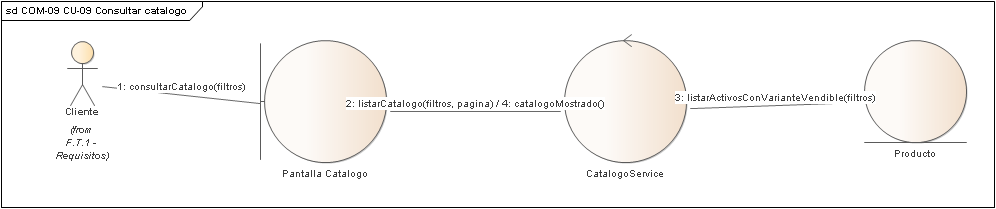 sd COM-09 CU-09 Consultar catalogo
1: consultarCatalogo(filtros)
2: listarCatalogo(filtros, pagina) / 4: catalogoMostrado()
3: listarActivosConVarianteVendible(filtros)
Cliente
(from
F.T.1 -
Requisitos)
Pantalla Catalogo
CatalogoService
Producto